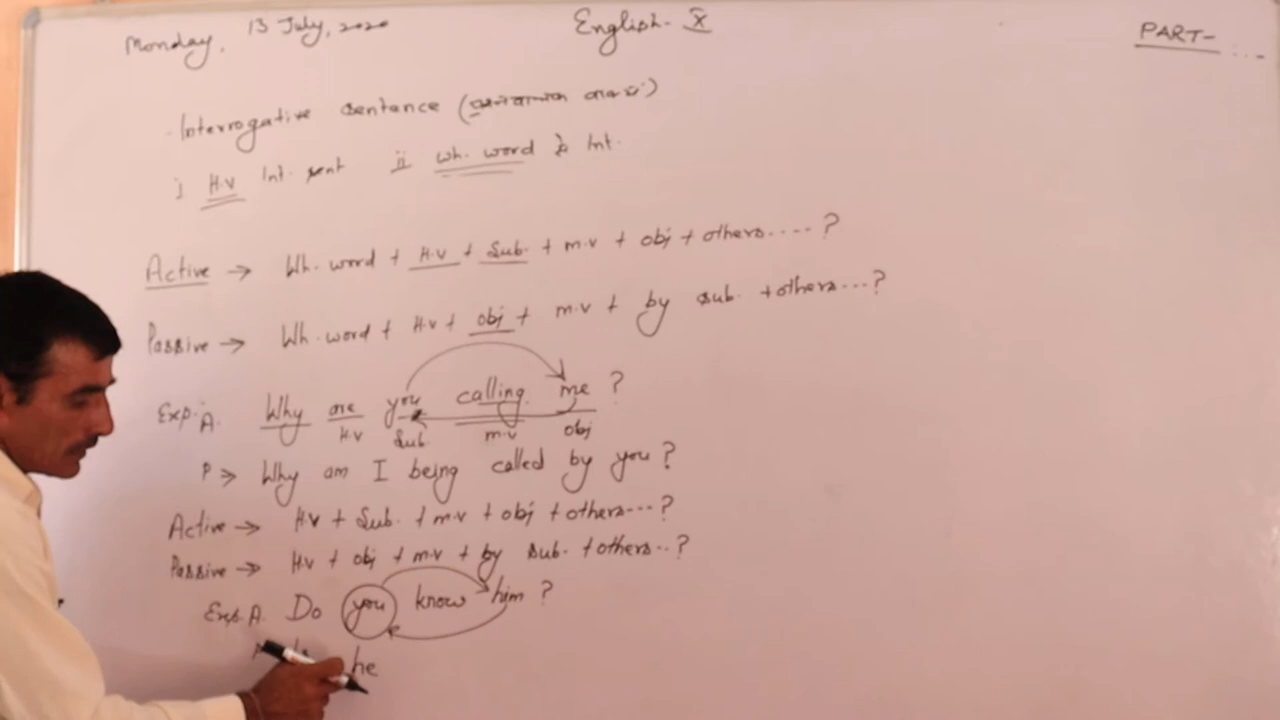 Monday, 13 July, 2020 English - X PART-
Interrogative sentence (
i H.V Int. sent ii wh. word Int.
Active → Wh. word + H.V + Sub. + m.v + obj + others.... ?
Passive → Wh. word + H.V + obj + m.v + by sub. + others...?
Exp:- A. Why are you calling me ?
H.V Sub. m.v obj
P → Why am I being called by you ?
Active → H.V + Sub. + m.v + obj + others...?
Passive → H.V + obj + m.v + by sub. + others..?
Exp. A. Do you know him ?
he